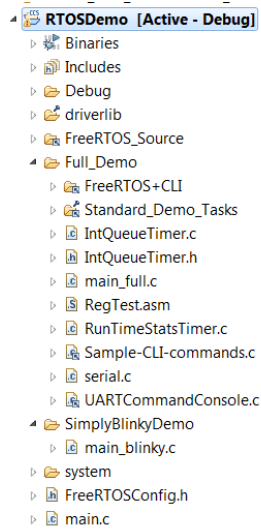 RTOSDemo [Active - Debug]
Binaries
Includes
Debug
driverlib
FreeRTOS_Source
Full_Demo
FreeRTOS+CLI
Standard_Demo_Tasks
IntQueueTimer.c
IntQueueTimer.h
main_full.c
RegTest.asm
RunTimeStatsTimer.c
Sample-CLI-commands.c
serial.c
UARTCommandConsole.c
SimplyBlinkyDemo
main_blinky.c
system
FreeRTOSConfig.h
main.c